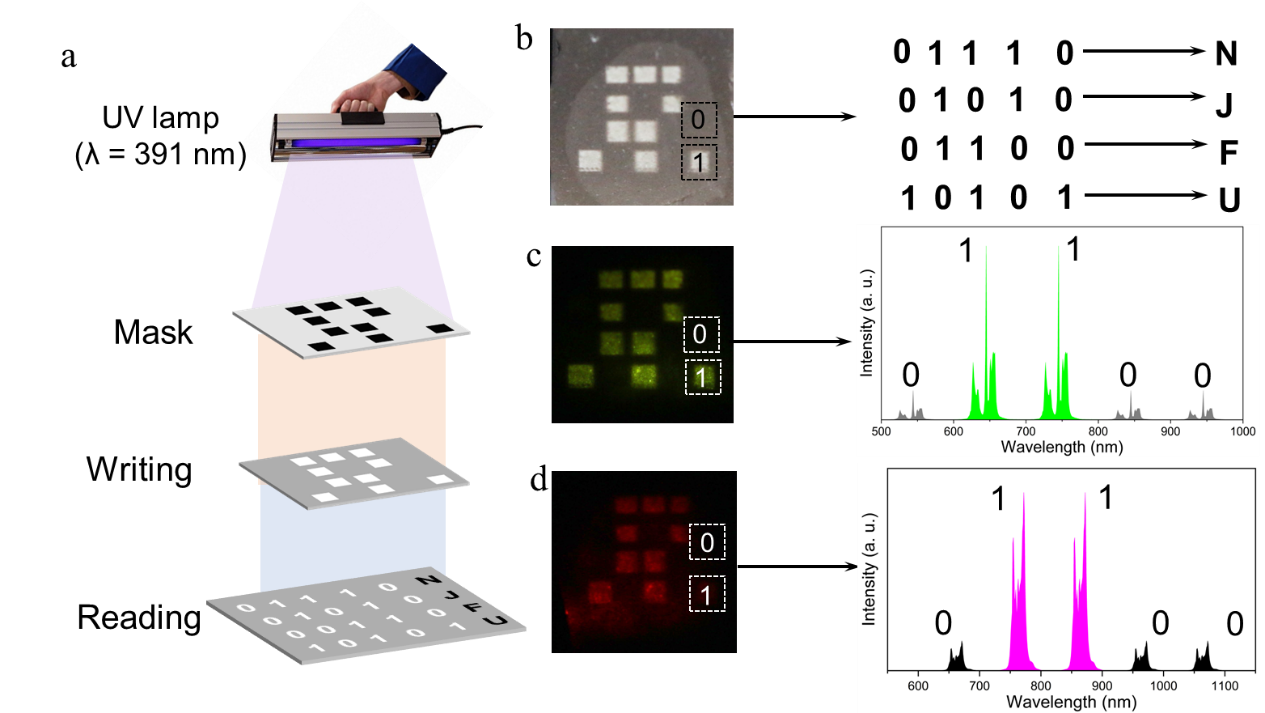 a
UV lamp
(λ = 391 nm)
Mask
Writing
Reading
0 1 1 1 0 N
0 1 0 1 0 J
0 0 1 1 0 0 F
1 0 1 0 1 U
b
0
1
0 1 1 1 0 N
0 1 0 1 0 J
0 1 1 0 0 F
1 0 1 0 1 U
c
0
1
Intensity (a. u.)
0 1 1 0 0
500 600 700 800 900 1000
Wavelength (nm)
d
0
1
Intensity (a. u.)
0 1 1 0 0
600 700 800 900 1000 1100
Wavelength (nm)